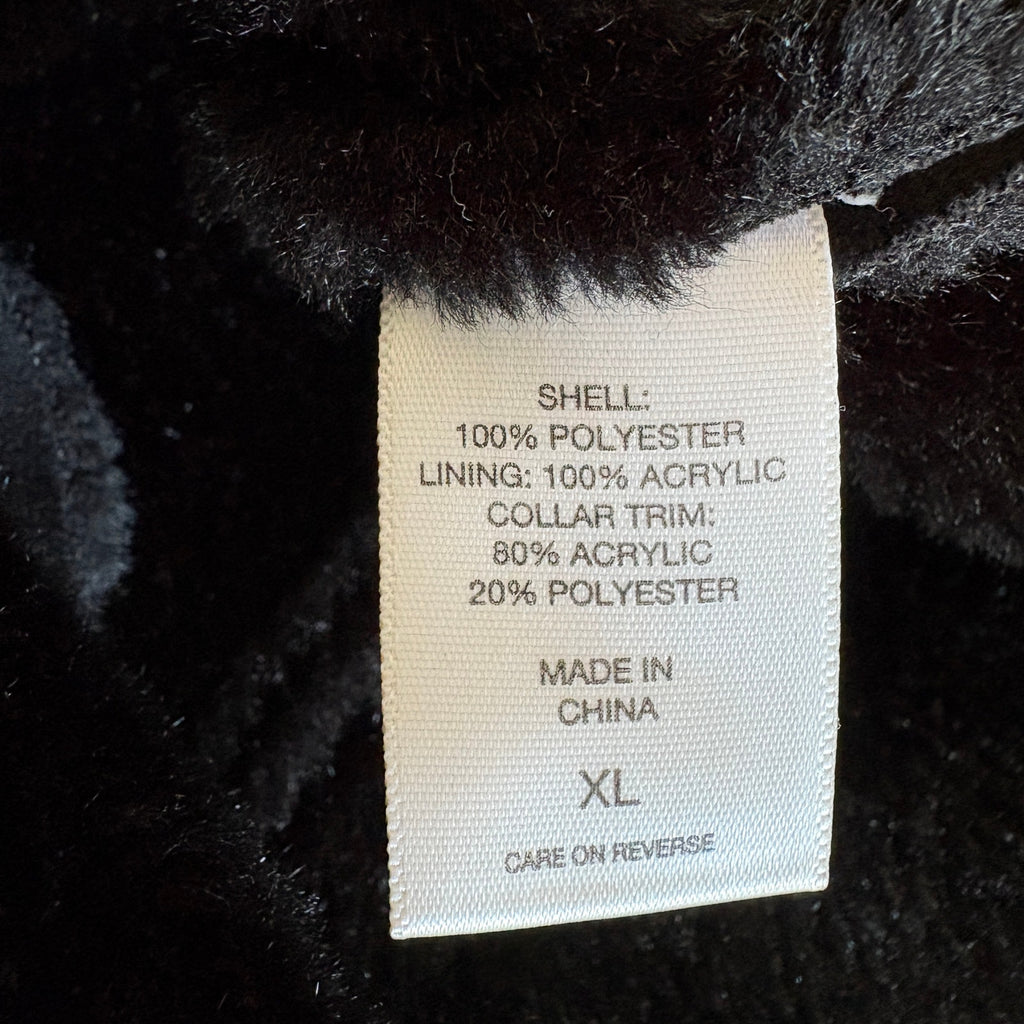 SHELL:
100% POLYESTER
LINING: 100% ACRYLIC
COLLAR TRIM:
80% ACRYLIC
20% POLYESTER
MADE IN
CHINA
XL
CARE ON REVERSE